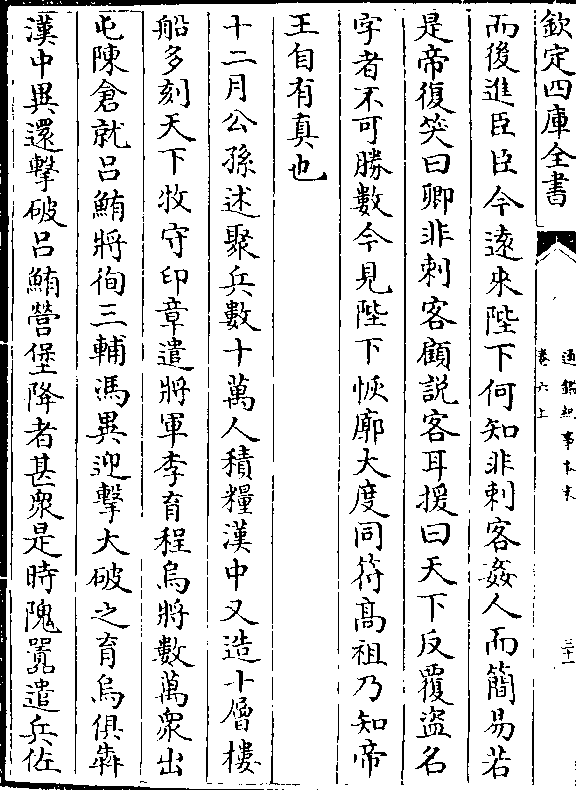 欽定四庫全書
通鑑紀事本末
卷六上
三十一
而後進臣臣今逺來陛下何知非刺客姦人而簡易若
是帝復笑曰卿非刺客顧説客耳援曰天下反覆盜名
字者不可勝數今見陛下恢廓大度同符髙祖乃知帝
王自有真也
十二月公孫述聚兵數十萬人積糧漢中又造十層樓
船多刻天下牧守印章遣將軍李育程烏將數萬衆出
屯陳倉就吕鮪將徇三輔馮異迎擊大破之育烏俱犇
漢中異還擊破吕鮪營堡降者甚衆是時隗囂遣兵佐